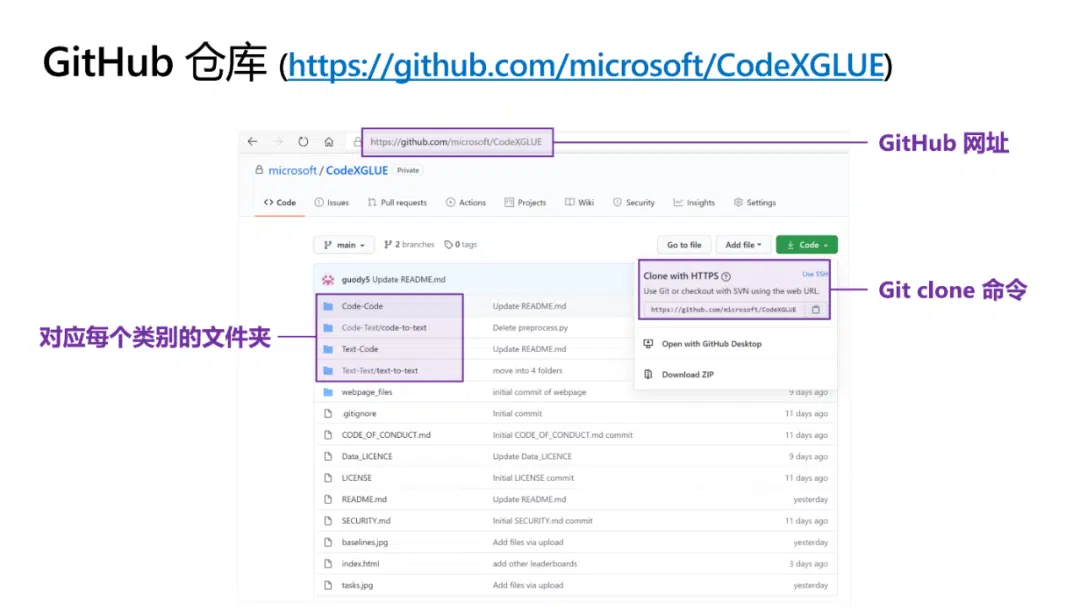 GitHub 仓库 (https://github.com/microsoft/CodeXGLUE)
https://github.com/microsoft/CodeXGLUE
GitHub 网址
microsoft / CodeXGLUE Private
Code Issues Pull requests Actions Projects Wiki Security Insights Settings
main 2 branches 0 tags Go to file Add file Code
guody5 Update README.md
Clone with HTTPS Use SSH
Use Git or checkout with SVN using the web URL.
https://github.com/microsoft/CodeXGLUE
Git clone 命令
Open with GitHub Desktop
Download ZIP
对应每个类别的文件夹
Code-Code Update README.md
Code-Text/code-to-text Delete preprocess.py
Text-Code Update README.md
Text-Text/text-to-text move into 4 folders
webpage_files initial commit of webpage 9 days ago
.gitignore Initial commit 11 days ago
CODE_OF_CONDUCT.md Initial CODE_OF_CONDUCT.md commit 11 days ago
Data_LICENCE Update Data_LICENCE 9 days ago
LICENSE Initial LICENSE commit 11 days ago
README.md Update README.md yesterday
SECURITY.md Initial SECURITY.md commit 11 days ago
baselines.jpg Add files via upload yesterday
index.html add other leaderboards 3 days ago
tasks.jpg Add files via upload yesterday